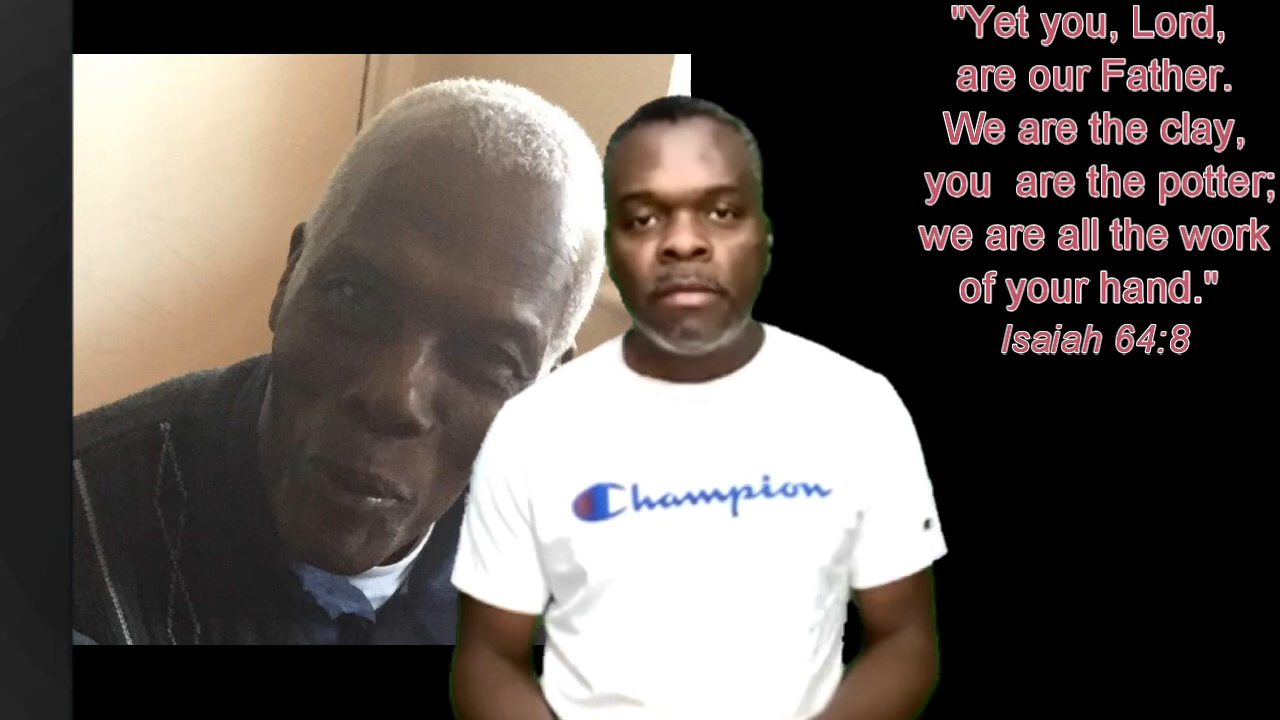 "Yet you, Lord,
are our Father.
We are the clay,
you  are the potter;
we are all the work
of your hand."
Isaiah 64:8
Champion